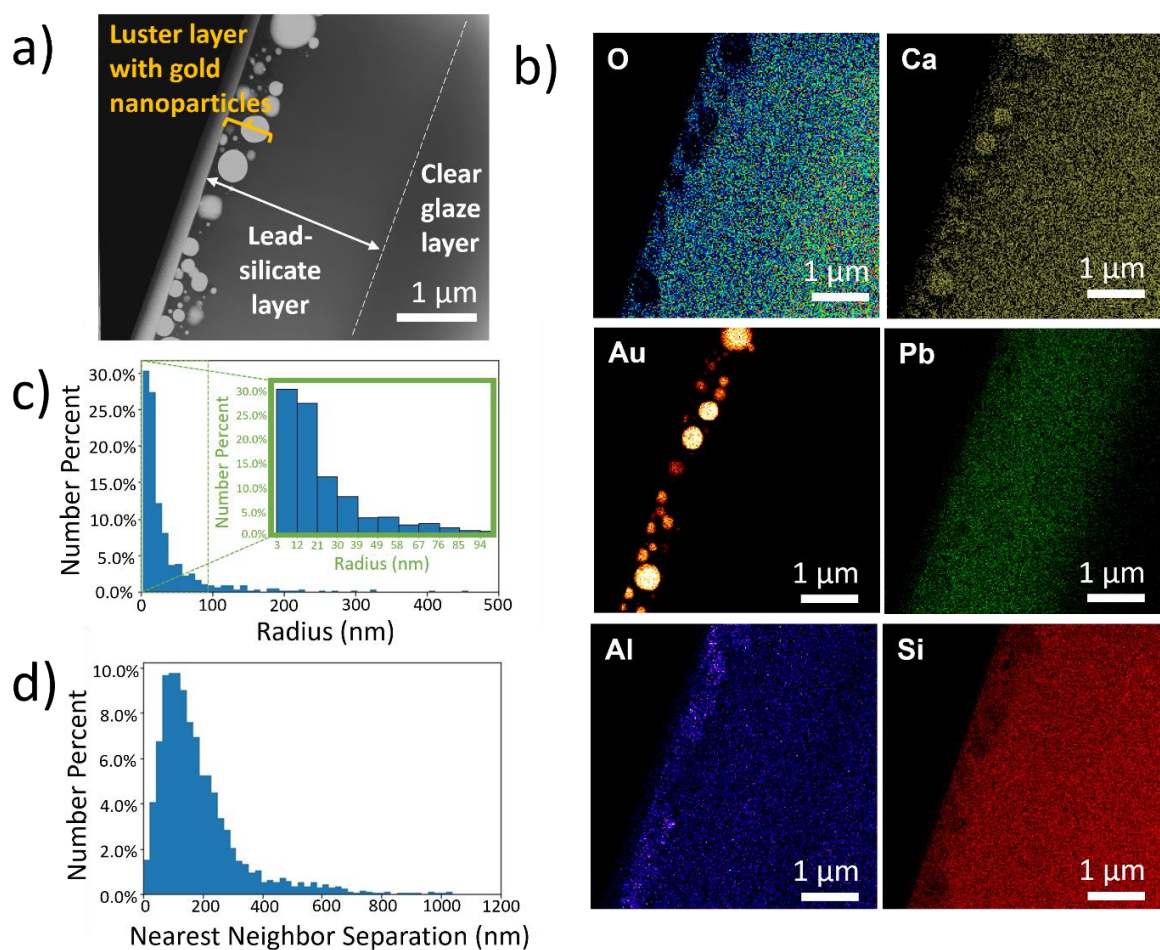 a)
Luster layer
with gold
nanoparticles
Clear
glaze
layer
Lead-
silicate
layer
1 µm
b)
O
1 µm
Ca
1 µm
Au
1 µm
Pb
1 µm
Al
1 µm
Si
1 µm
c)
Number Percent
30.0%
25.0%
20.0%
15.0%
10.0%
5.0%
0.0%
0 100 200 300 400 500
Radius (nm)
Number Percent
30.0%
25.0%
20.0%
15.0%
10.0%
5.0%
0.0%
3 12 21 30 39 49 58 67 76 85 94
Radius (nm)
d)
Number Percent
10.0%
8.0%
6.0%
4.0%
2.0%
0.0%
0 200 400 600 800 1000 1200
Nearest Neighbor Separation (nm)